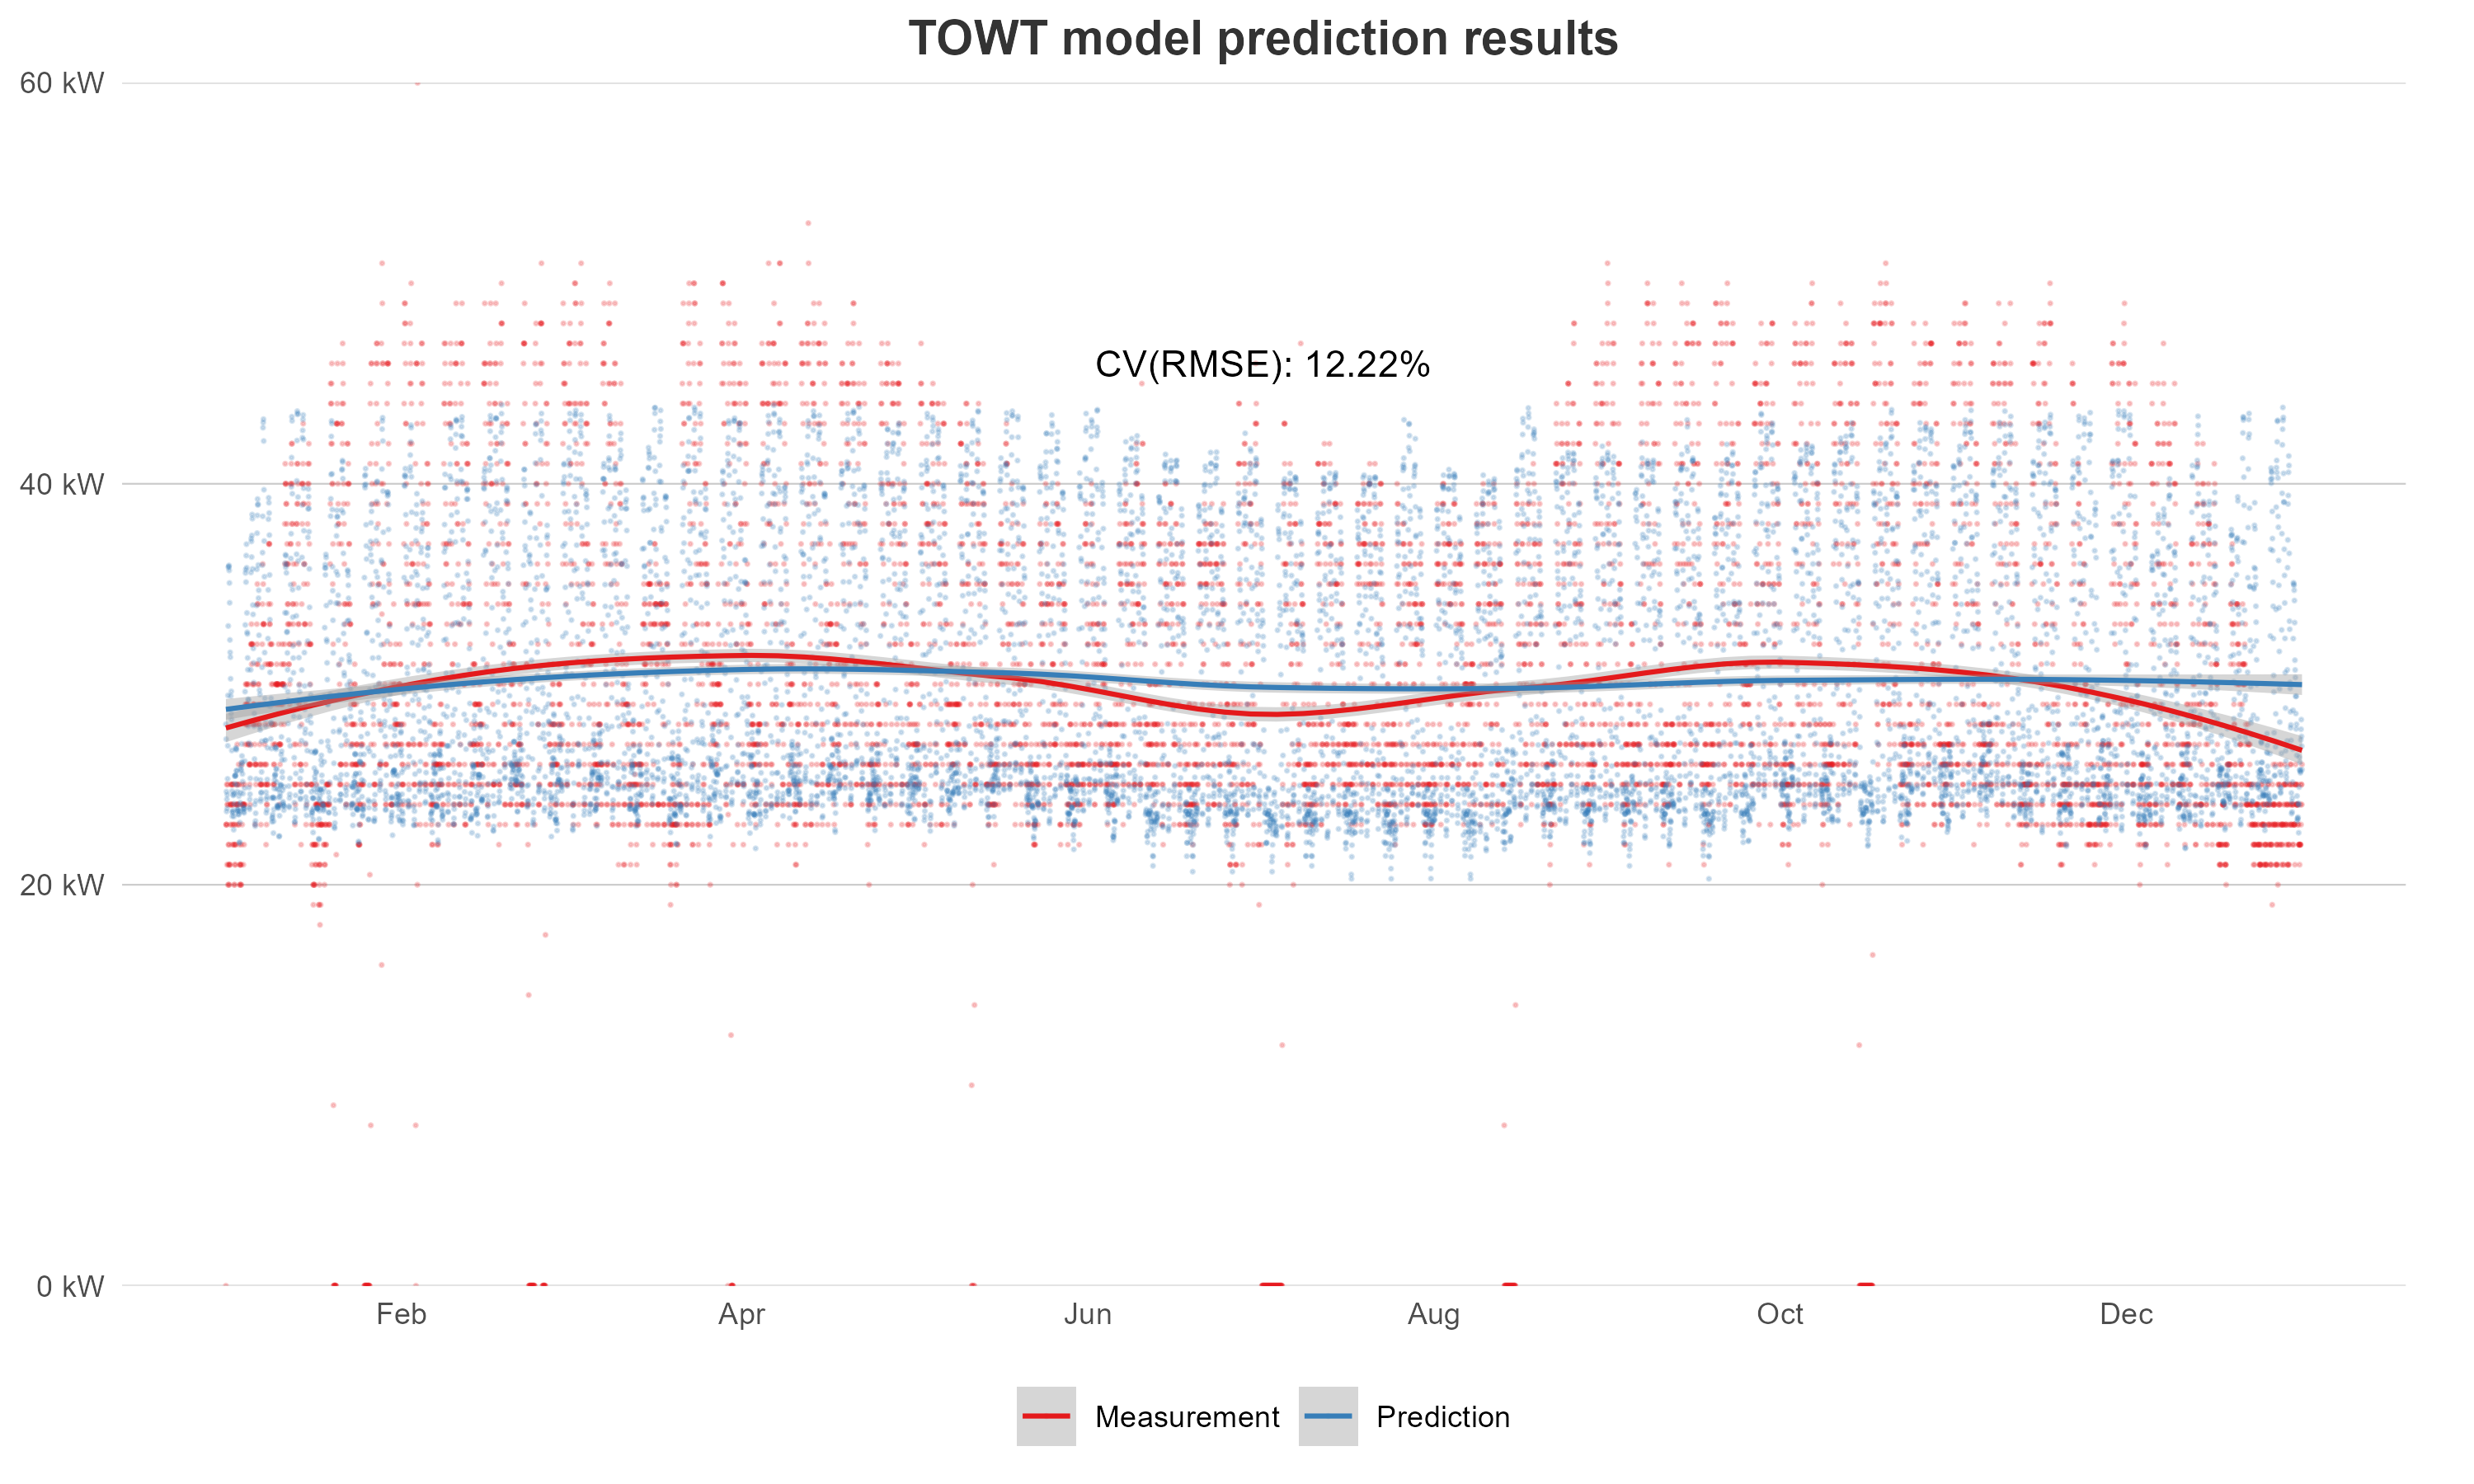 TOWT model prediction results
60 kW
CV(RMSE): 12.22%
40 kW
20 kW
0 kW
Feb Apr Jun Aug Oct Dec
Measurement Prediction